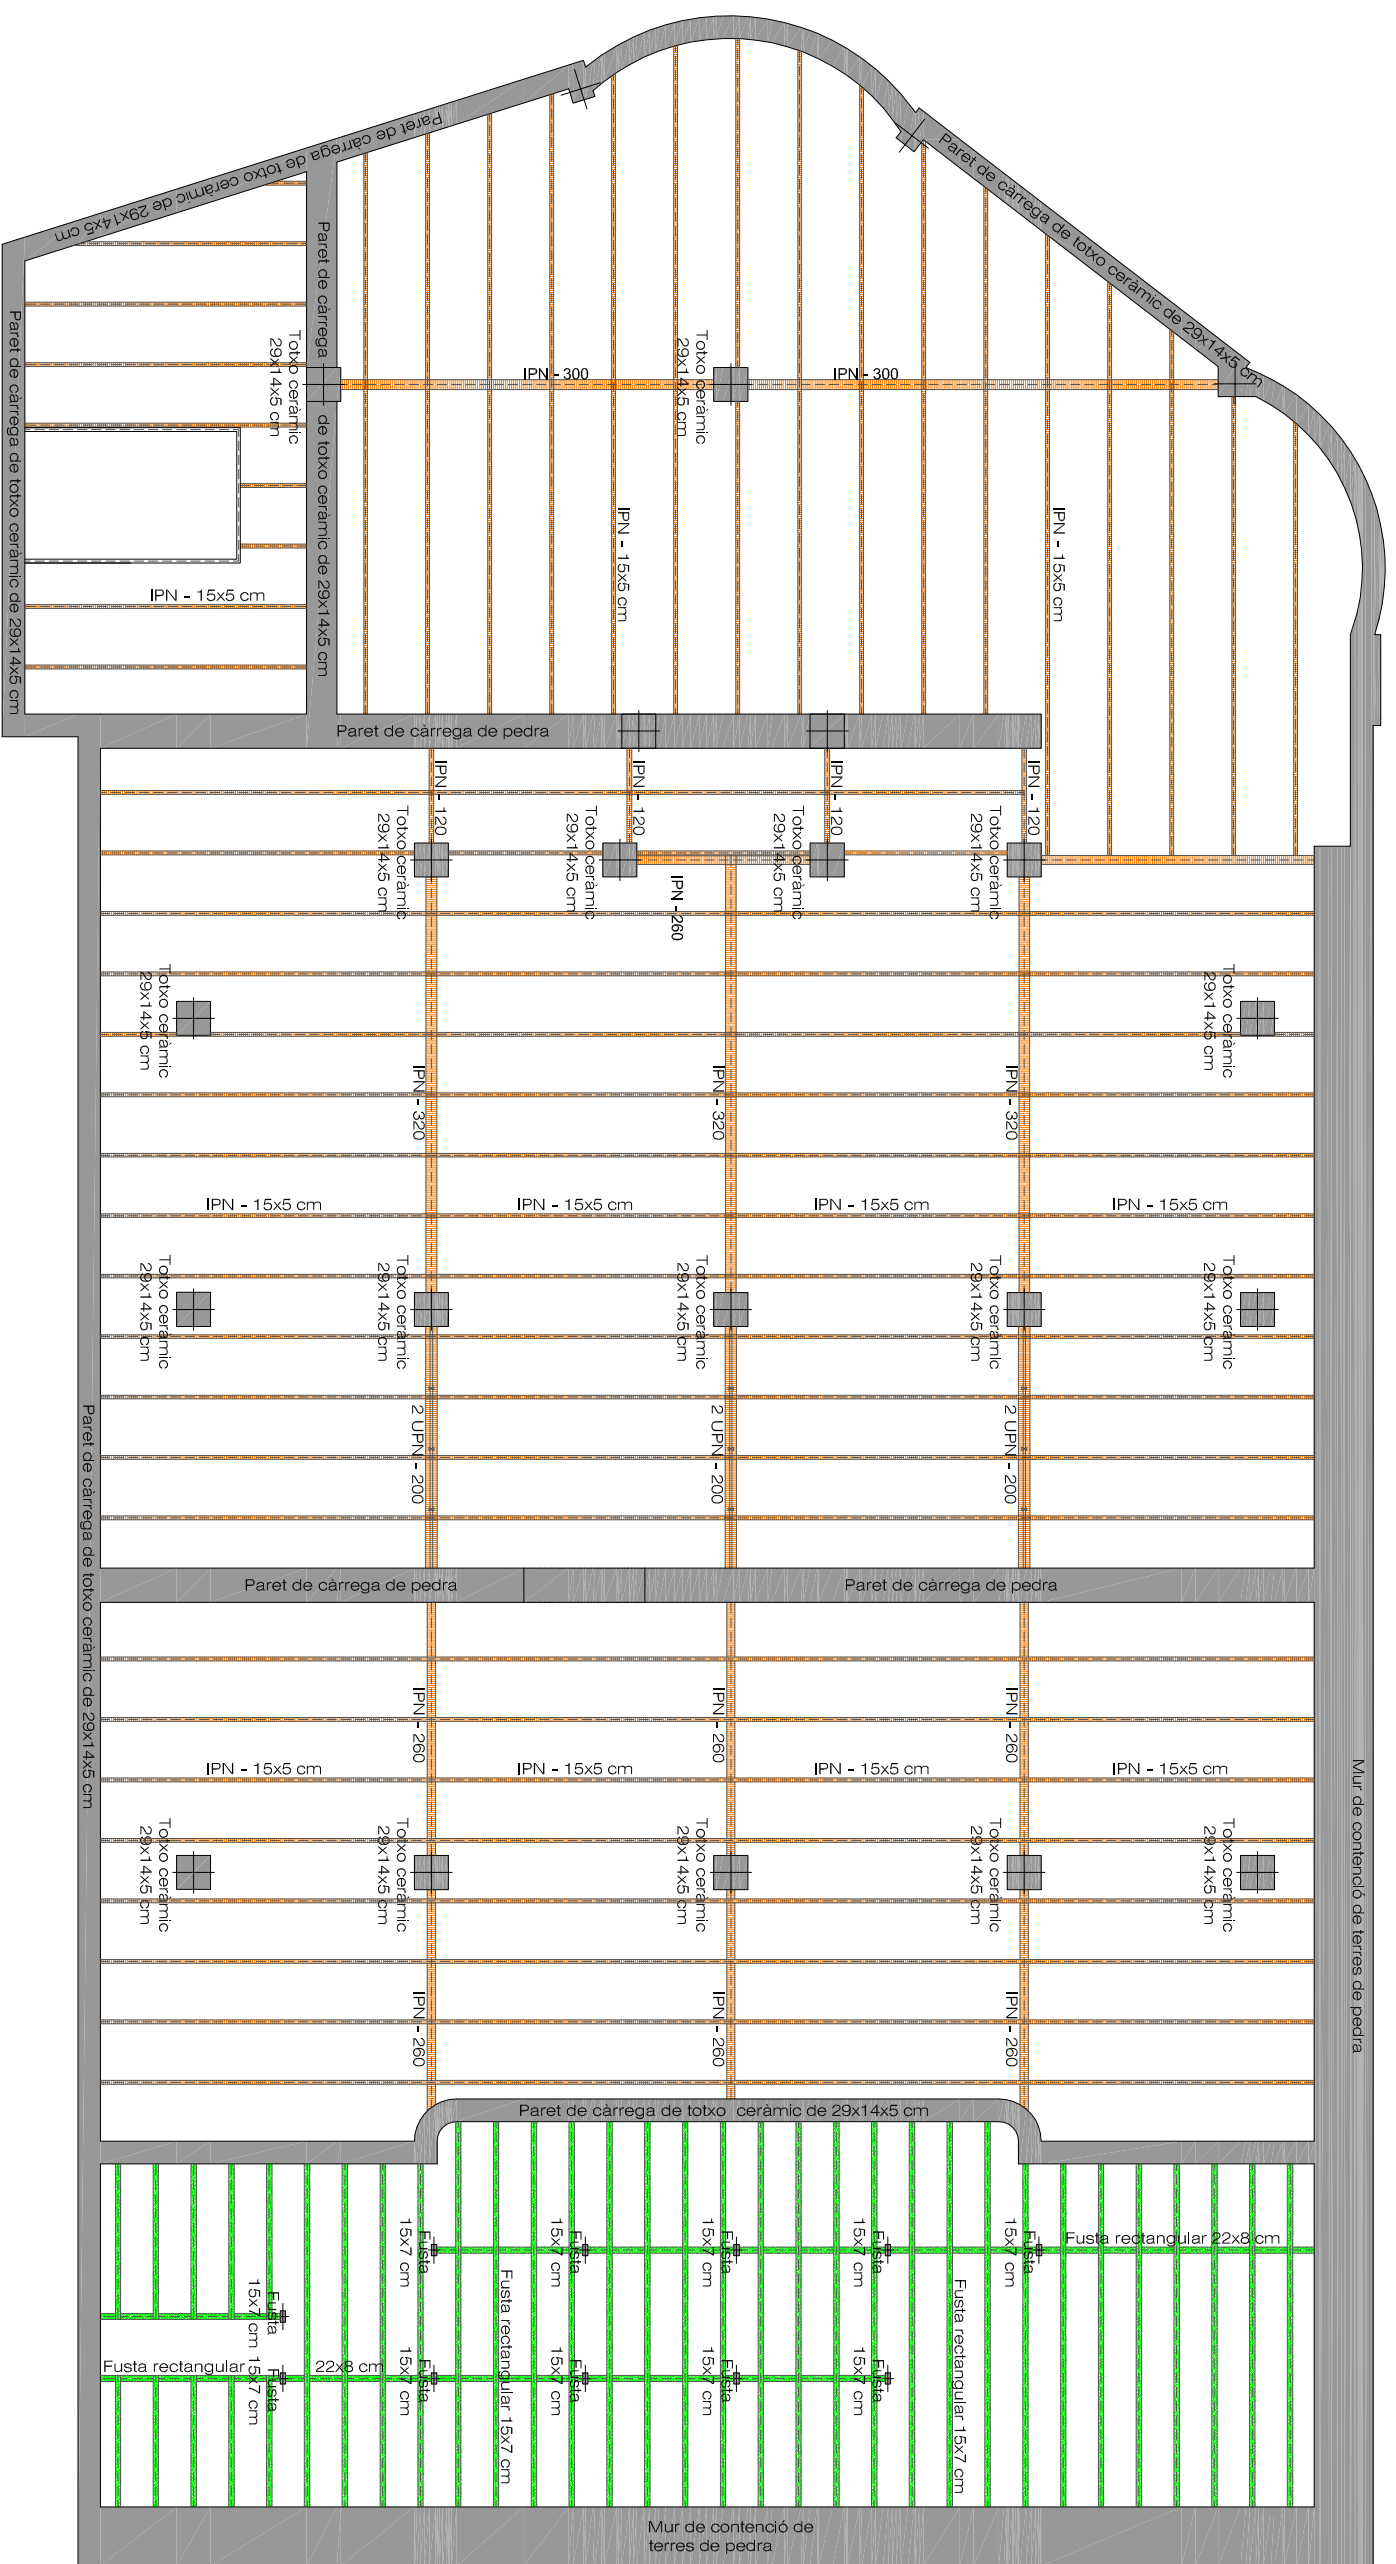 Paret de càrrega de totxo ceràmic de 29x14x5 cm
Paret de càrrega de totxo ceràmic de 29x14x5 cm
Paret de càrrega
de totxo ceràmic de 29x14x5 cm
Paret de càrrega de totxo ceràmic de 29x14x5 cm
Totxo ceràmic
29x14x5 cm
IPN - 300
Totxo ceràmic
29x14x5 cm
IPN - 300
IPN - 15x5 cm
IPN - 15x5 cm
IPN - 15x5 cm
Paret de càrrega de pedra
IPN - 120
IPN - 120
IPN - 120
IPN - 120
Totxo ceràmic
29x14x5 cm
Totxo ceràmic
29x14x5 cm
Totxo ceràmic
29x14x5 cm
Totxo ceràmic
29x14x5 cm
IPN - 260
Totxo ceràmic
29x14x5 cm
Totxo ceràmic
29x14x5 cm
IPN - 320
IPN - 320
IPN - 320
IPN - 15x5 cm
IPN - 15x5 cm
IPN - 15x5 cm
IPN - 15x5 cm
Totxo ceràmic
29x14x5 cm
Totxo ceràmic
29x14x5 cm
Totxo ceràmic
29x14x5 cm
Totxo ceràmic
29x14x5 cm
Totxo ceràmic
29x14x5 cm
2 UPN - 200
2 UPN - 200
2 UPN - 200
Paret de càrrega de totxo ceràmic de 29x14x5 cm
Paret de càrrega de pedra
Paret de càrrega de pedra
IPN - 260
IPN - 260
IPN - 260
IPN - 15x5 cm
IPN - 15x5 cm
IPN - 15x5 cm
IPN - 15x5 cm
Mur de contenció de terres de pedra
Totxo ceràmic
29x14x5 cm
Totxo ceràmic
29x14x5 cm
Totxo ceràmic
29x14x5 cm
Totxo ceràmic
29x14x5 cm
Totxo ceràmic
29x14x5 cm
IPN - 260
IPN - 260
IPN - 260
Paret de càrrega de totxo ceràmic de 29x14x5 cm
Fusta
15x7 cm
Fusta
15x7 cm
Fusta
15x7 cm
Fusta
15x7 cm
Fusta
15x7 cm
Fusta rectangular 22x8 cm
Fusta
15x7 cm
Fusta rectangular 15x7 cm
Fusta rectangular 15x7 cm
Fusta rectangular 22x8 cm
Fusta
15x7 cm
Fusta
15x7 cm
Fusta
15x7 cm
Fusta
15x7 cm
Fusta
15x7 cm
Mur de contenció de
terres de pedra